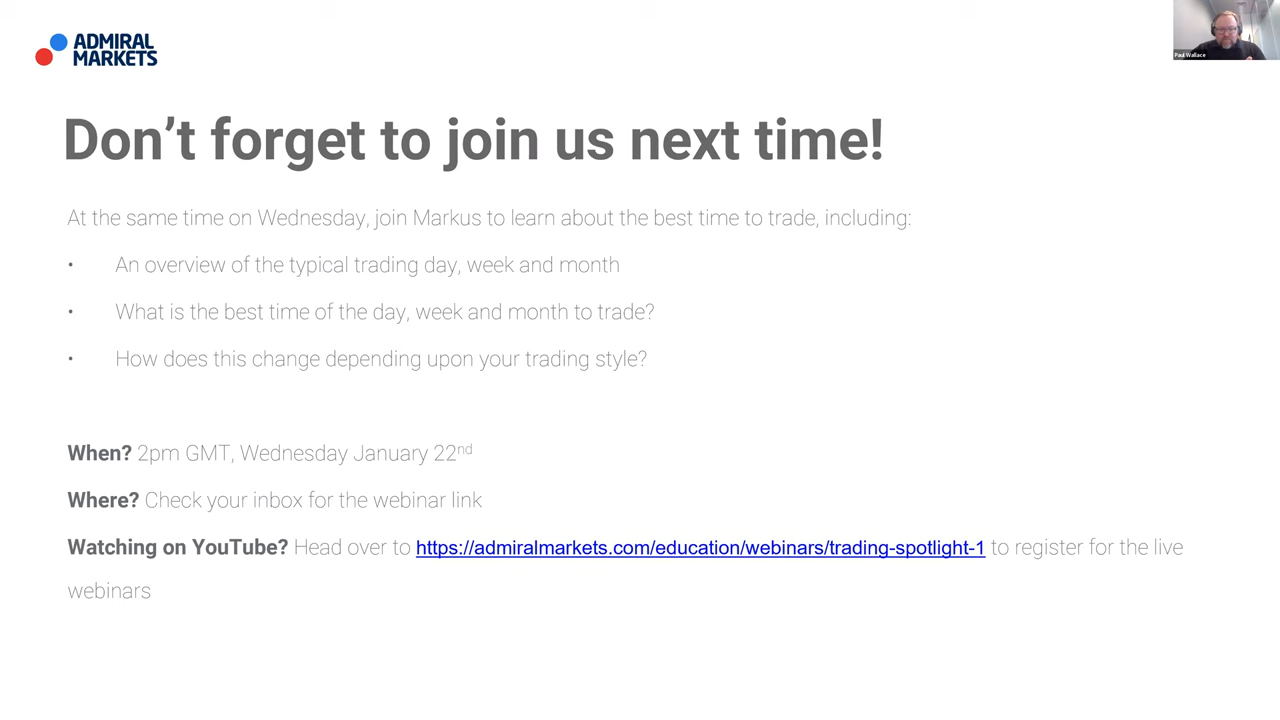 ADMIRAL
MARKETS
Paul Wallace
Don’t forget to join us next time!
At the same time on Wednesday, join Markus to learn about the best time to trade, including:
• An overview of the typical trading day, week and month
• What is the best time of the day, week and month to trade?
• How does this change depending upon your trading style?
When? 2pm GMT, Wednesday January 22nd
Where? Check your inbox for the webinar link
Watching on YouTube? Head over to https://admiralmarkets.com/education/webinars/trading-spotlight-1 to register for the live
webinars